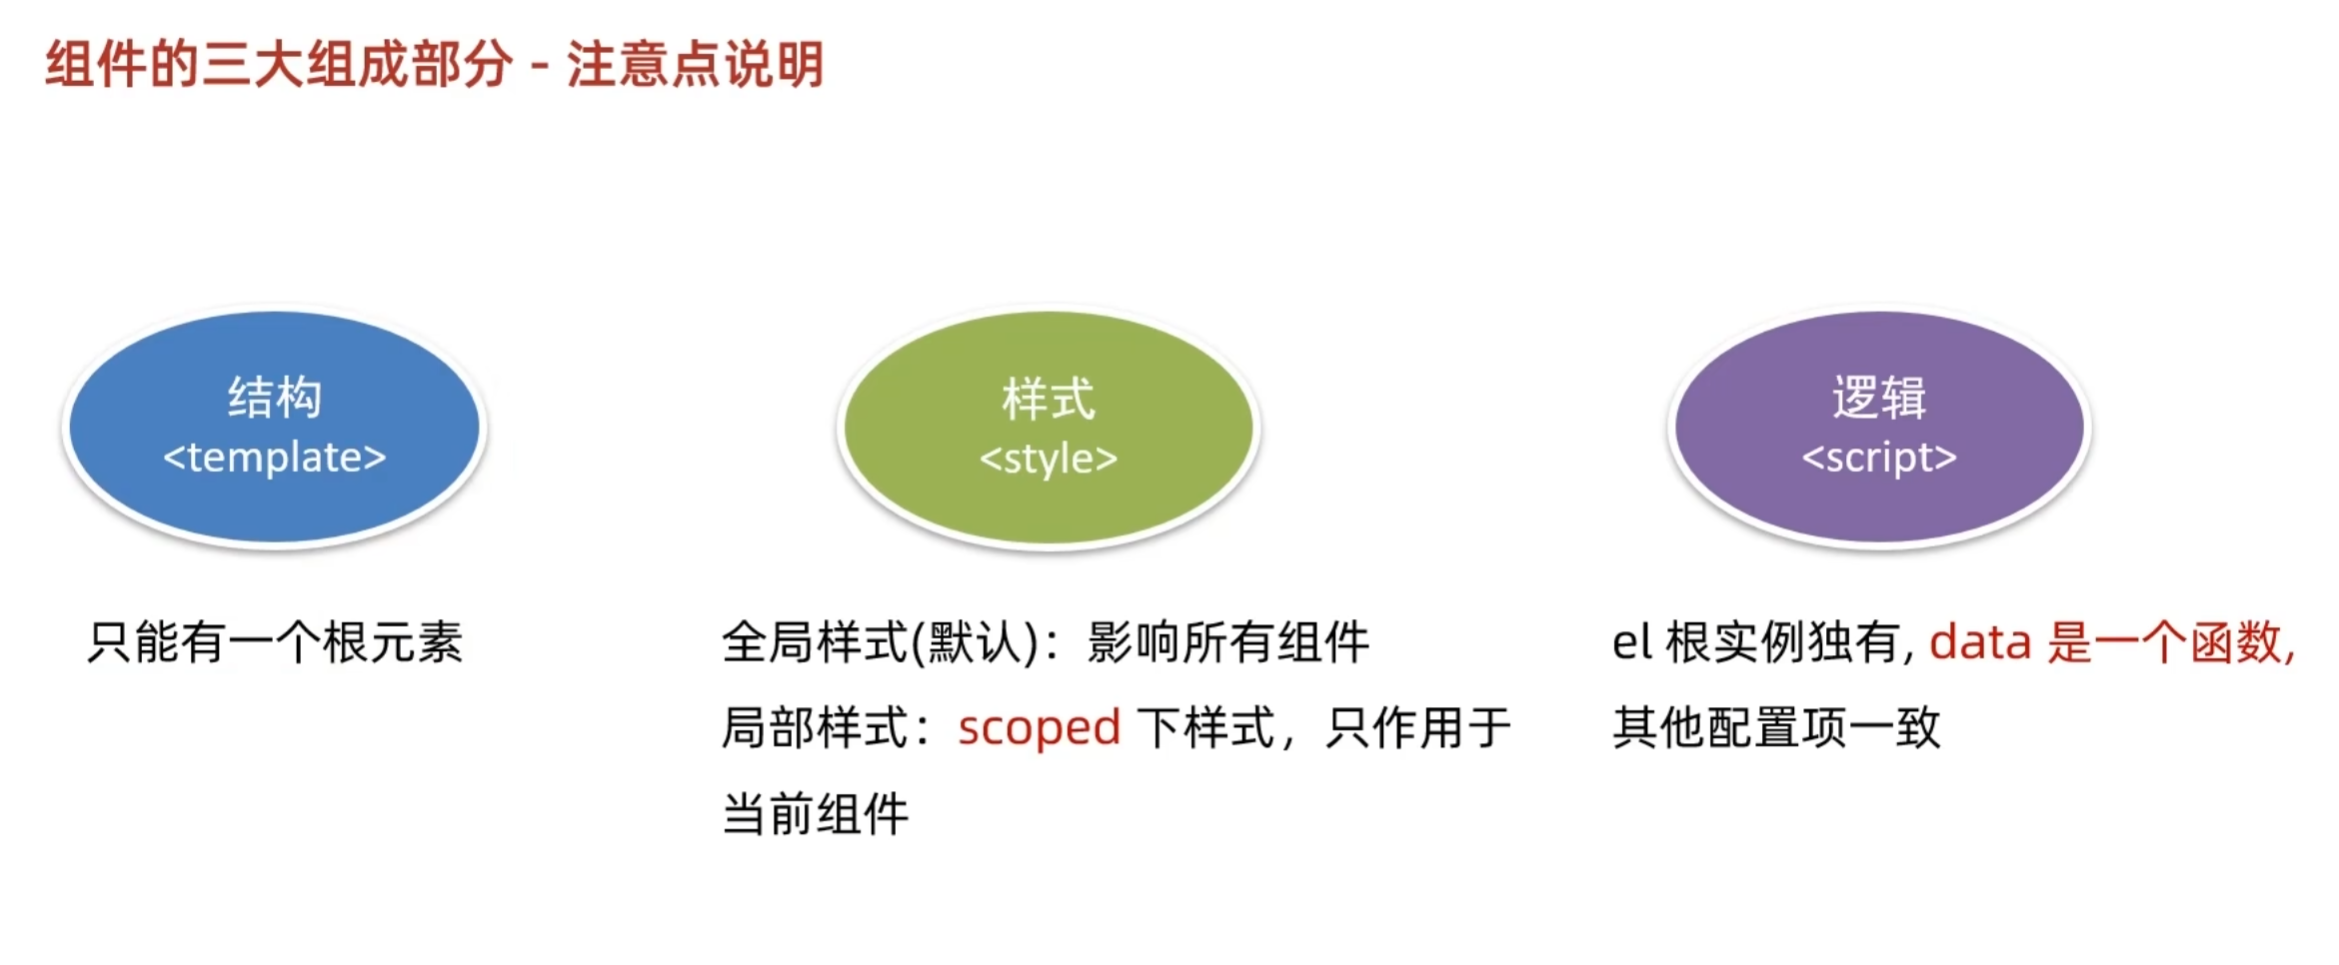 组件的三大组成部分 - 注意点说明
结构
<template>
只能有一个根元素
样式
<style>
全局样式(默认)：影响所有组件
局部样式：scoped 下样式，只作用于
当前组件
逻辑
<script>
el 根实例独有, data 是一个函数,
其他配置项一致